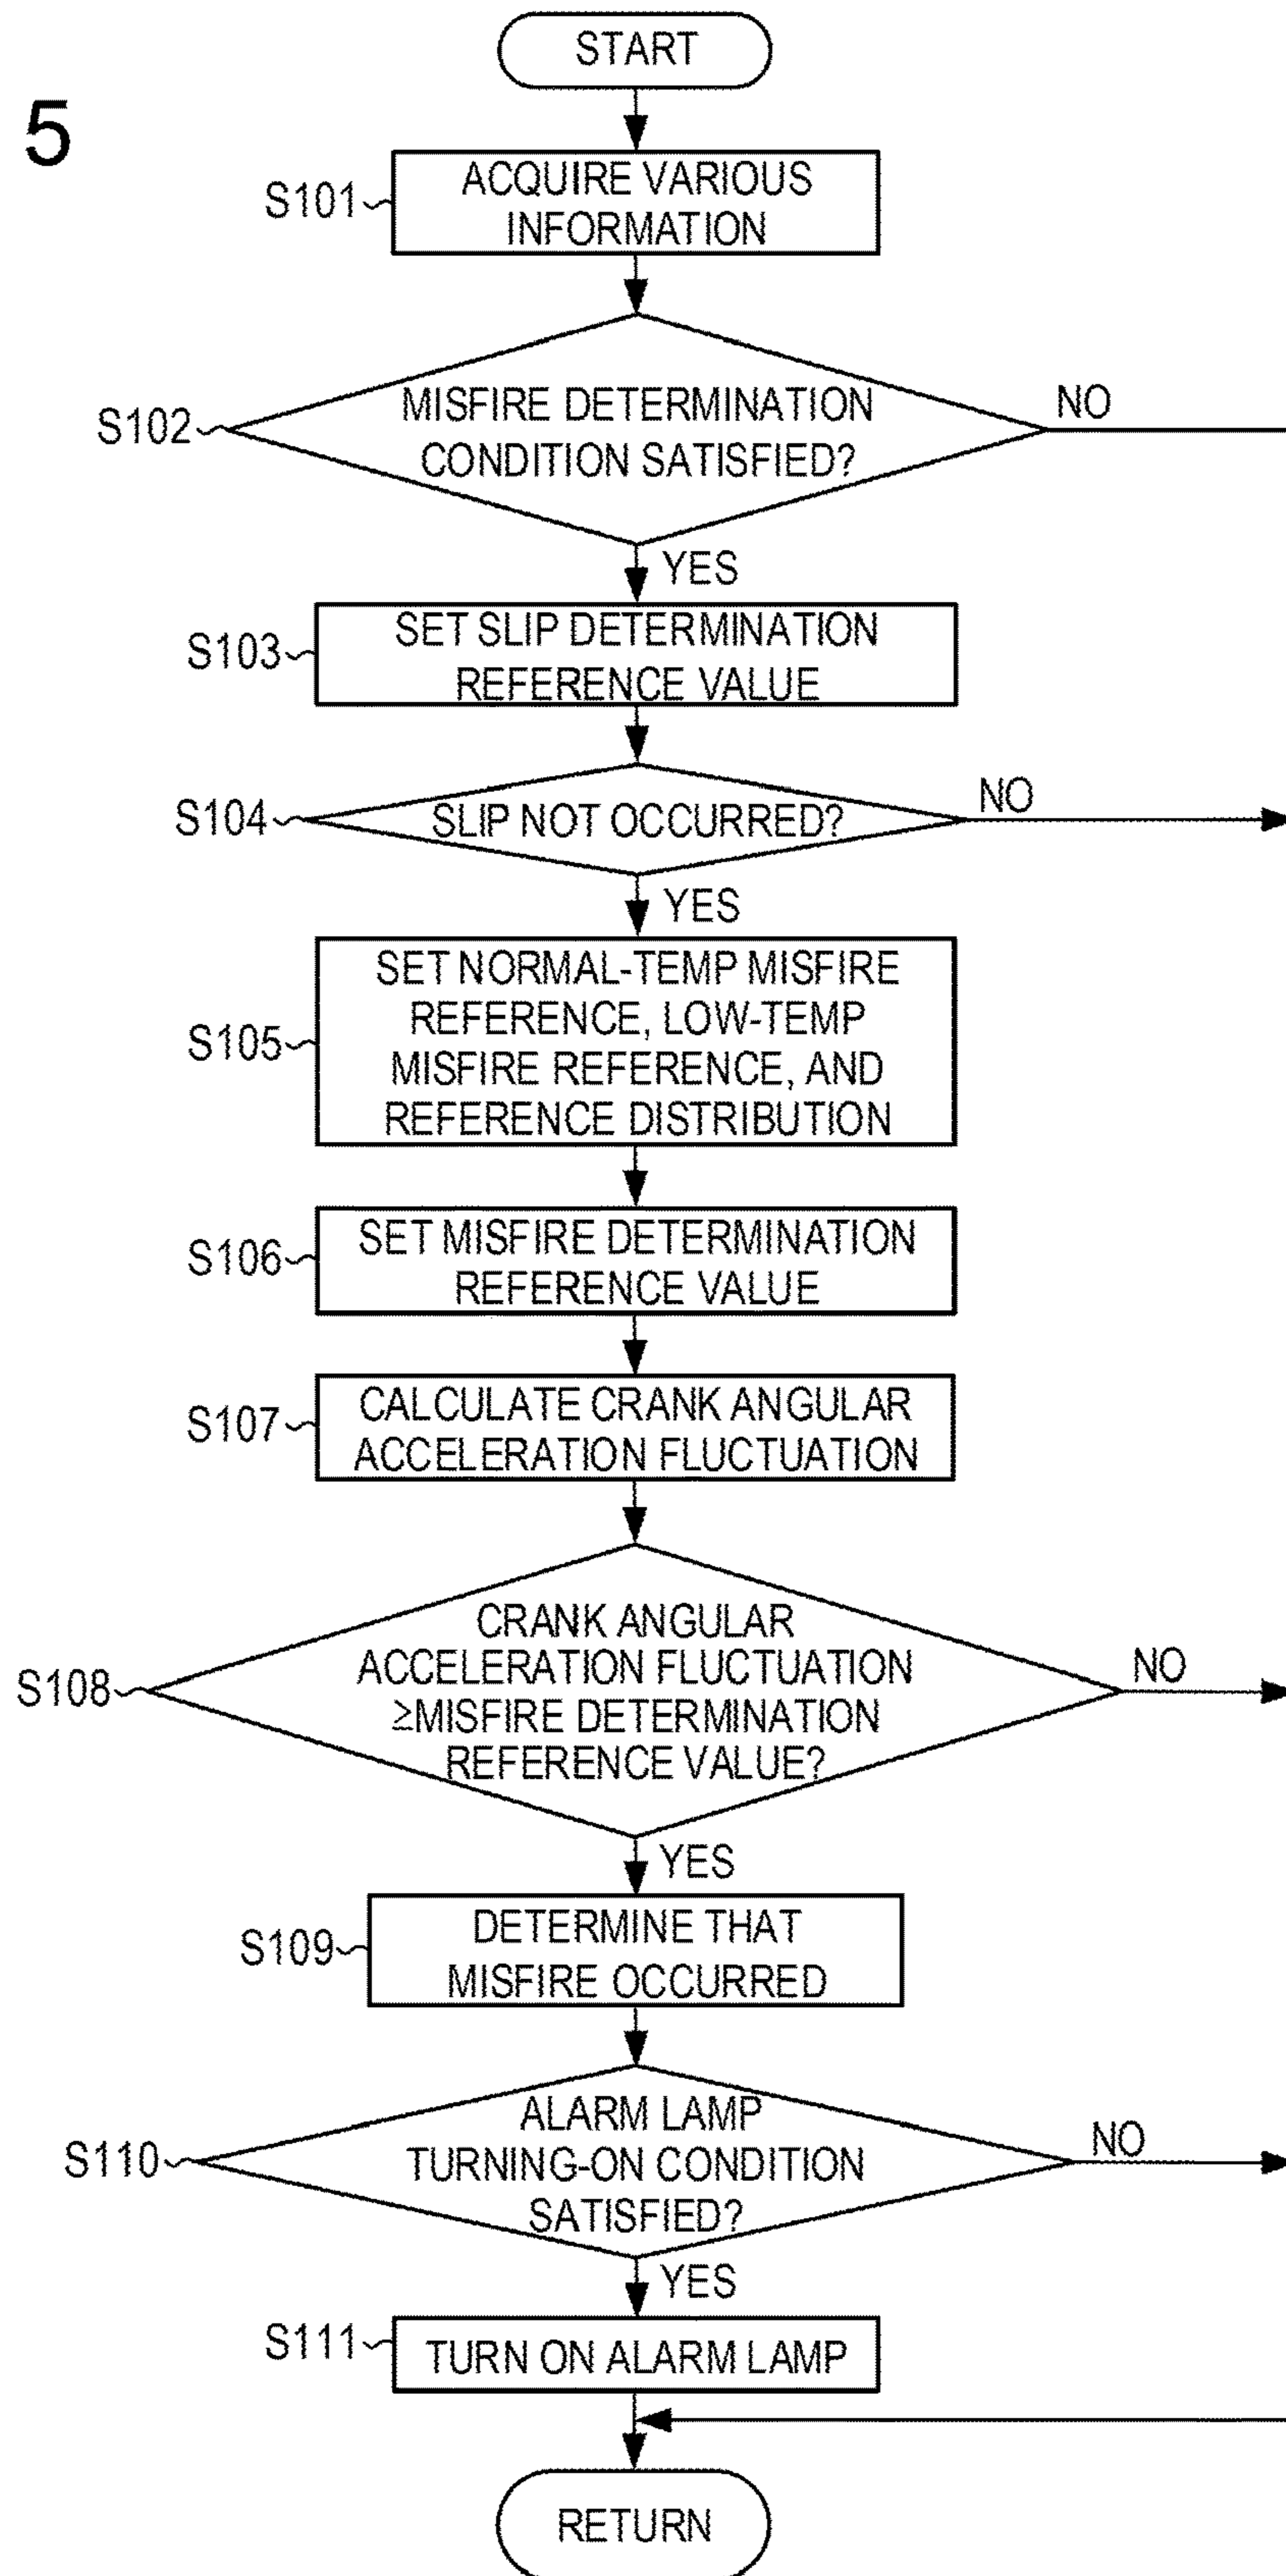 START
5
S101
ACQUIRE VARIOUS
INFORMATION
S102
MISFIRE DETERMINATION
CONDITION SATISFIED?
NO
YES
S103
SET SLIP DETERMINATION
REFERENCE VALUE
S104
SLIP NOT OCCURRED?
NO
YES
S105
SET NORMAL-TEMP MISFIRE
REFERENCE, LOW-TEMP
MISFIRE REFERENCE, AND
REFERENCE DISTRIBUTION
S106
SET MISFIRE DETERMINATION
REFERENCE VALUE
S107
CALCULATE CRANK ANGULAR
ACCELERATION FLUCTUATION
S108
CRANK ANGULAR
ACCELERATION FLUCTUATION
≥MISFIRE DETERMINATION
REFERENCE VALUE?
NO
YES
S109
DETERMINE THAT
MISFIRE OCCURRED
S110
ALARM LAMP
TURNING-ON CONDITION
SATISFIED?
NO
YES
S111
TURN ON ALARM LAMP
RETURN